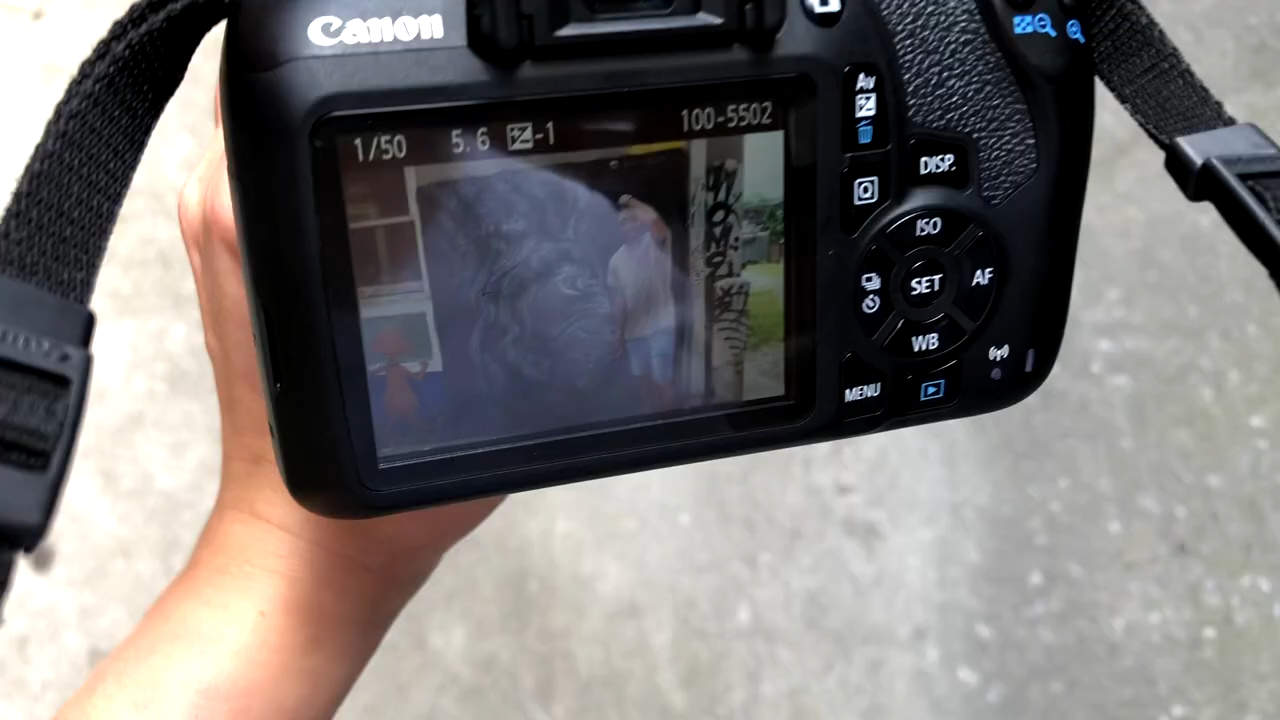 Canon
1/50 5.6 -1 100-5502
Av
Q
DISP.
ISO
AF
SET
WB
MENU